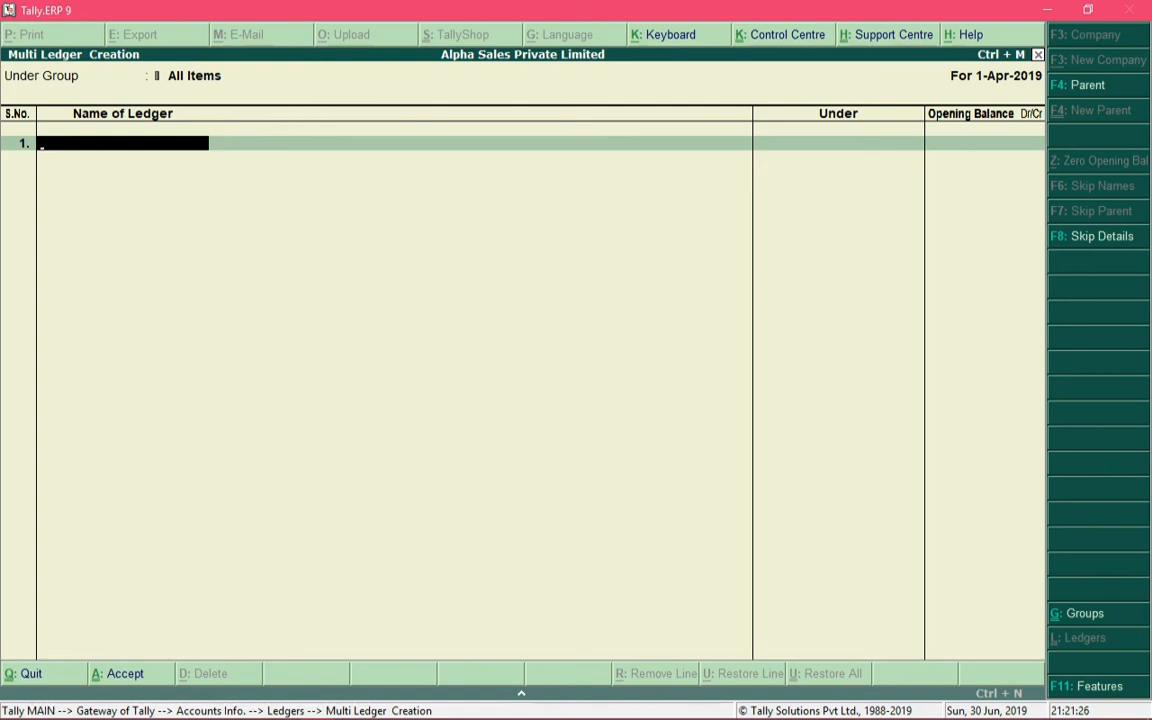 Tally.ERP 9
P: Print E: Export M: E-Mail O: Upload S: TallyShop G: Language K: Keyboard K: Control Centre H: Support Centre H: Help
Multi Ledger Creation Alpha Sales Private Limited Ctrl + M
Under Group : All Items For 1-Apr-2019
S.No. Name of Ledger Under Opening Balance Dr/Cr
1.
F3: Company
F3: New Company
F4: Parent
F4: New Parent
Z: Zero Opening Bal
F6: Skip Names
F7: Skip Parent
F8: Skip Details
G: Groups
L: Ledgers
F11: Features
Q: Quit A: Accept D: Delete R: Remove Line U: Restore Line U: Restore All
Ctrl + N
Tally MAIN --> Gateway of Tally --> Accounts Info. --> Ledgers --> Multi Ledger Creation © Tally Solutions Pvt Ltd., 1988-2019 Sun, 30 Jun, 2019 21:21:26